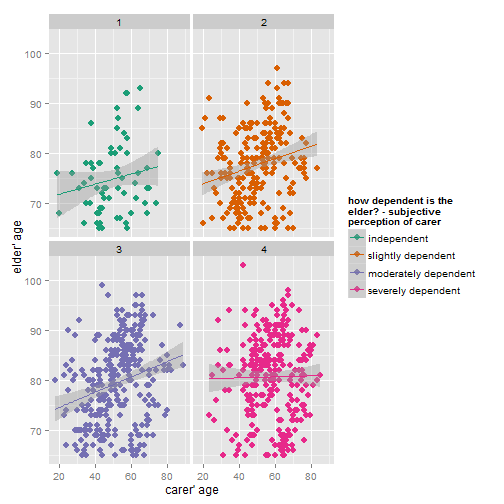 1 2
100
90
80
70
3 4
100
90
80
70
20 40 60 80 20 40 60 80
elder' age
carer' age
how dependent is the
elder? - subjective
perception of carer
independent
slightly dependent
moderately dependent
severely dependent